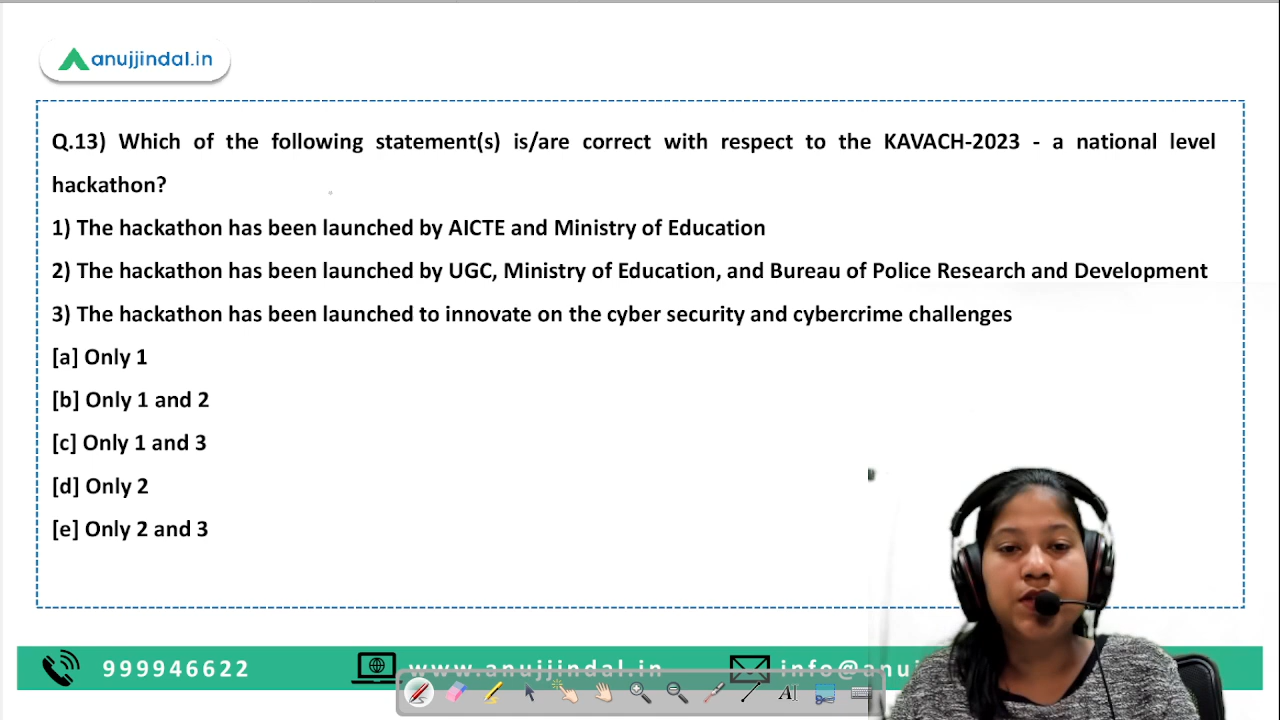 anujjindal.in
Q.13) Which of the following statement(s) is/are correct with respect to the KAVACH-2023 - a national level
hackathon?
1) The hackathon has been launched by AICTE and Ministry of Education
2) The hackathon has been launched by UGC, Ministry of Education, and Bureau of Police Research and Development
3) The hackathon has been launched to innovate on the cyber security and cybercrime challenges
[a] Only 1
[b] Only 1 and 2
[c] Only 1 and 3
[d] Only 2
[e] Only 2 and 3
999946622 www.anujjindal.in